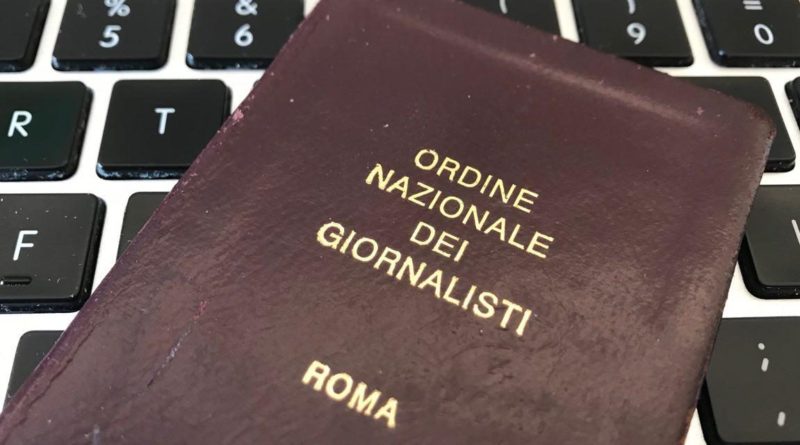 %
5
&
6
)
9
=
0
R
T
F
ORDINE
NAZIONALE
DEI
GIORNALISTI
ROMA
:
.